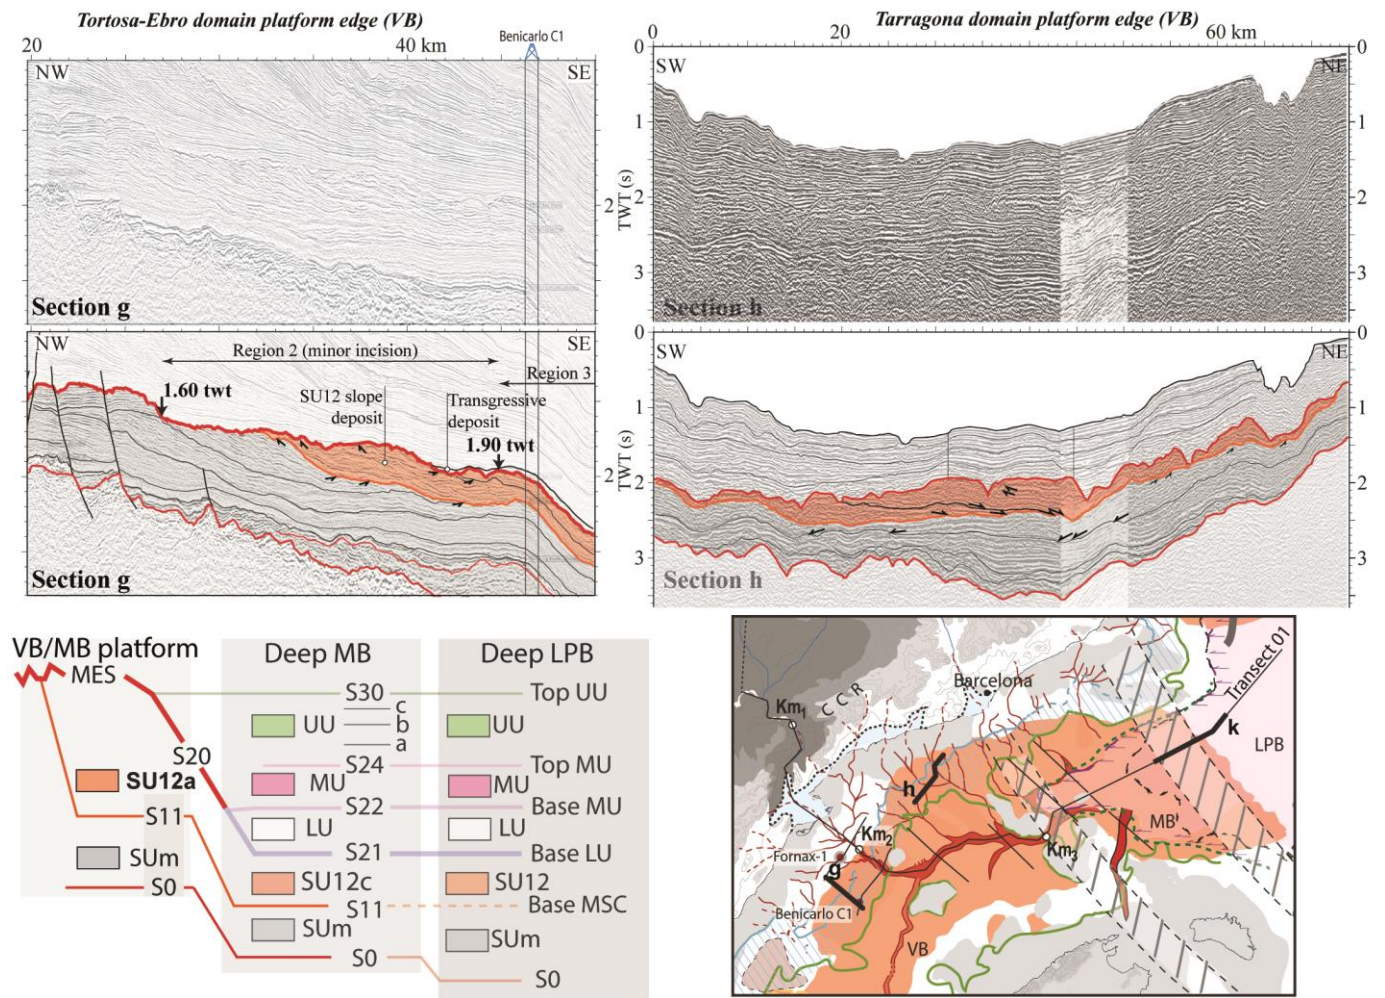 Tortosa-Ebro domain platform edge (VB)
20
40 km
Benicarlo C1
NW
SE
2
Section g
NW
SE
Region 2 (minor incision)
Region 3
1.60 twt
SU12 slope
deposit
Transgressive
deposit
1.90 twt
2
Section g
Tarragona domain platform edge (VB)
0
20
60 km
0
0
SW
NE
1
1
TWT (s)
2
2
3
3
Section h
0
0
SW
NE
1
1
TWT (s)
2
2
3
3
Section h
VB/MB platform
Deep MB
Deep LPB
MES
S30
Top UU
c
UU
b
UU
a
S20
S24
Top MU
SU12a
MU
MU
S22
Base MU
S11
LU
LU
S21
Base LU
SUm
SU12c
SU12
S0
S11
Base MSC
SUm
SUm
S0
S0
Barcelona
Transect 01
Km1
CCR
k
LPB
h
Km2
MB
Km3
Fornax-1
g
Benicarlo C1
VB